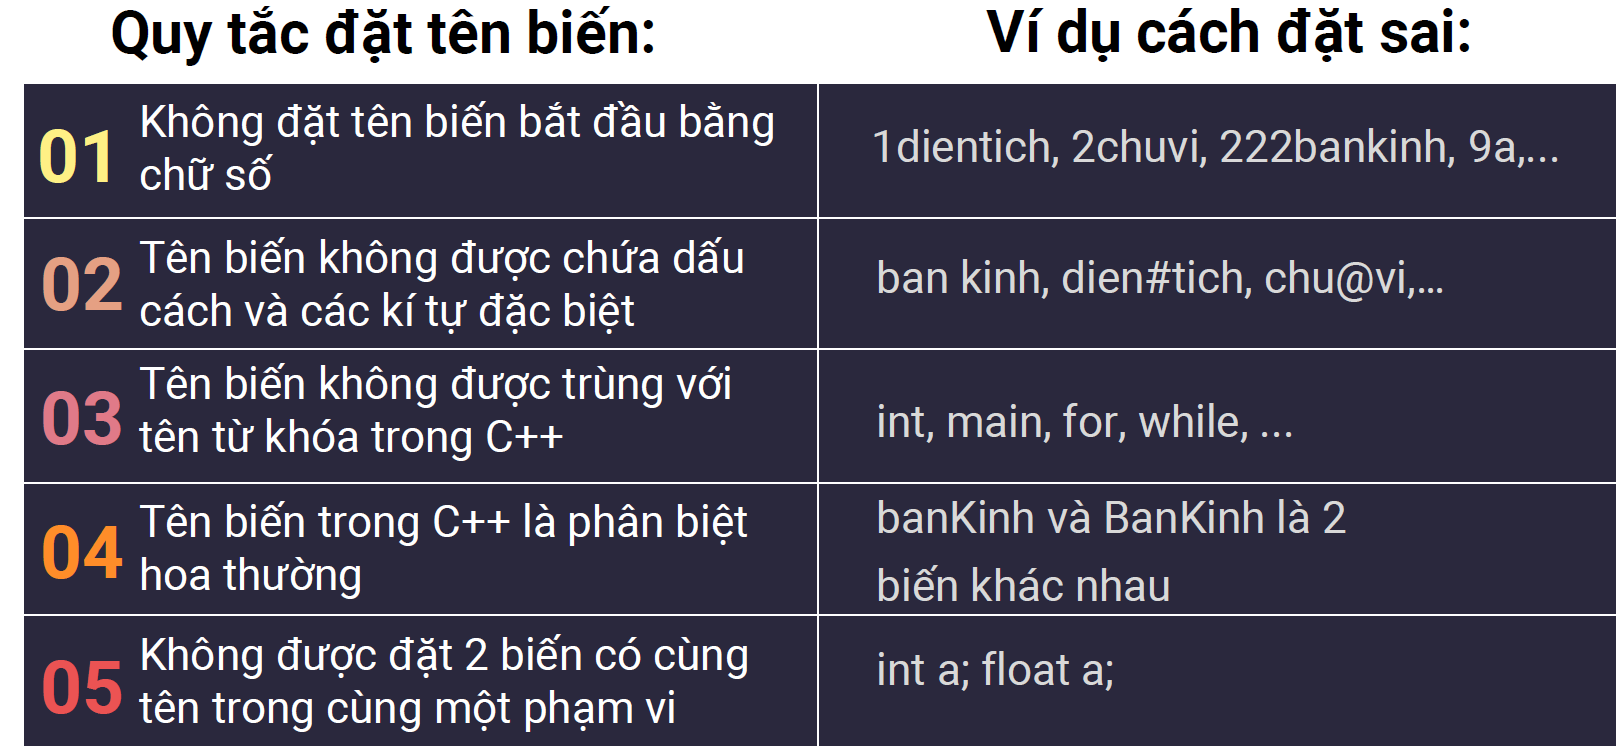 Quy tắc đặt tên biến:
Ví dụ cách đặt sai:
01
Không đặt tên biến bắt đầu bằng
chữ số
1dientich, 2chuvi, 222bankinh, 9a,...
02
Tên biến không được chứa dấu
cách và các kí tự đặc biệt
ban kinh, dien#tich, chu@vi,...
03
Tên biến không được trùng với
tên từ khóa trong C++
int, main, for, while, ...
04
Tên biến trong C++ là phân biệt
hoa thường
banKinh và BanKinh là 2
biến khác nhau
05
Không được đặt 2 biến có cùng
tên trong cùng một phạm vi
int a; float a;